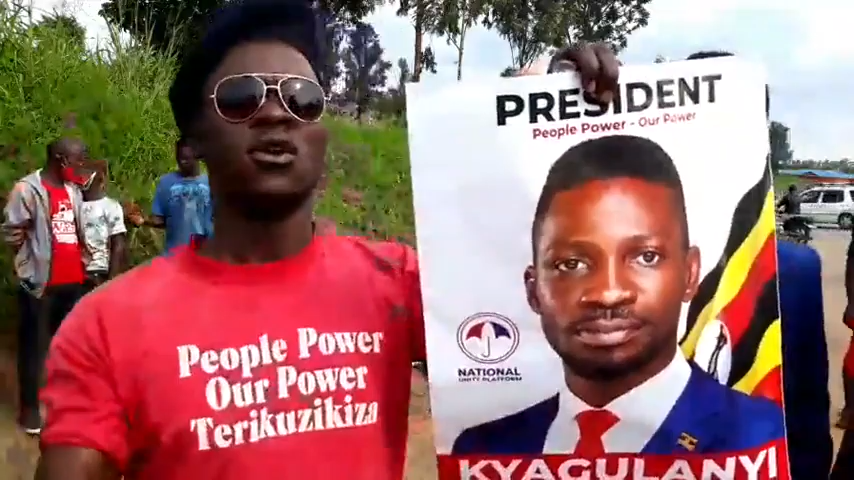 PRESIDENT
People Power - Our Power
NATIONAL
UNITY PLATFORM
KYAGULANYI
People Power
Our Power
Terikuzikiza